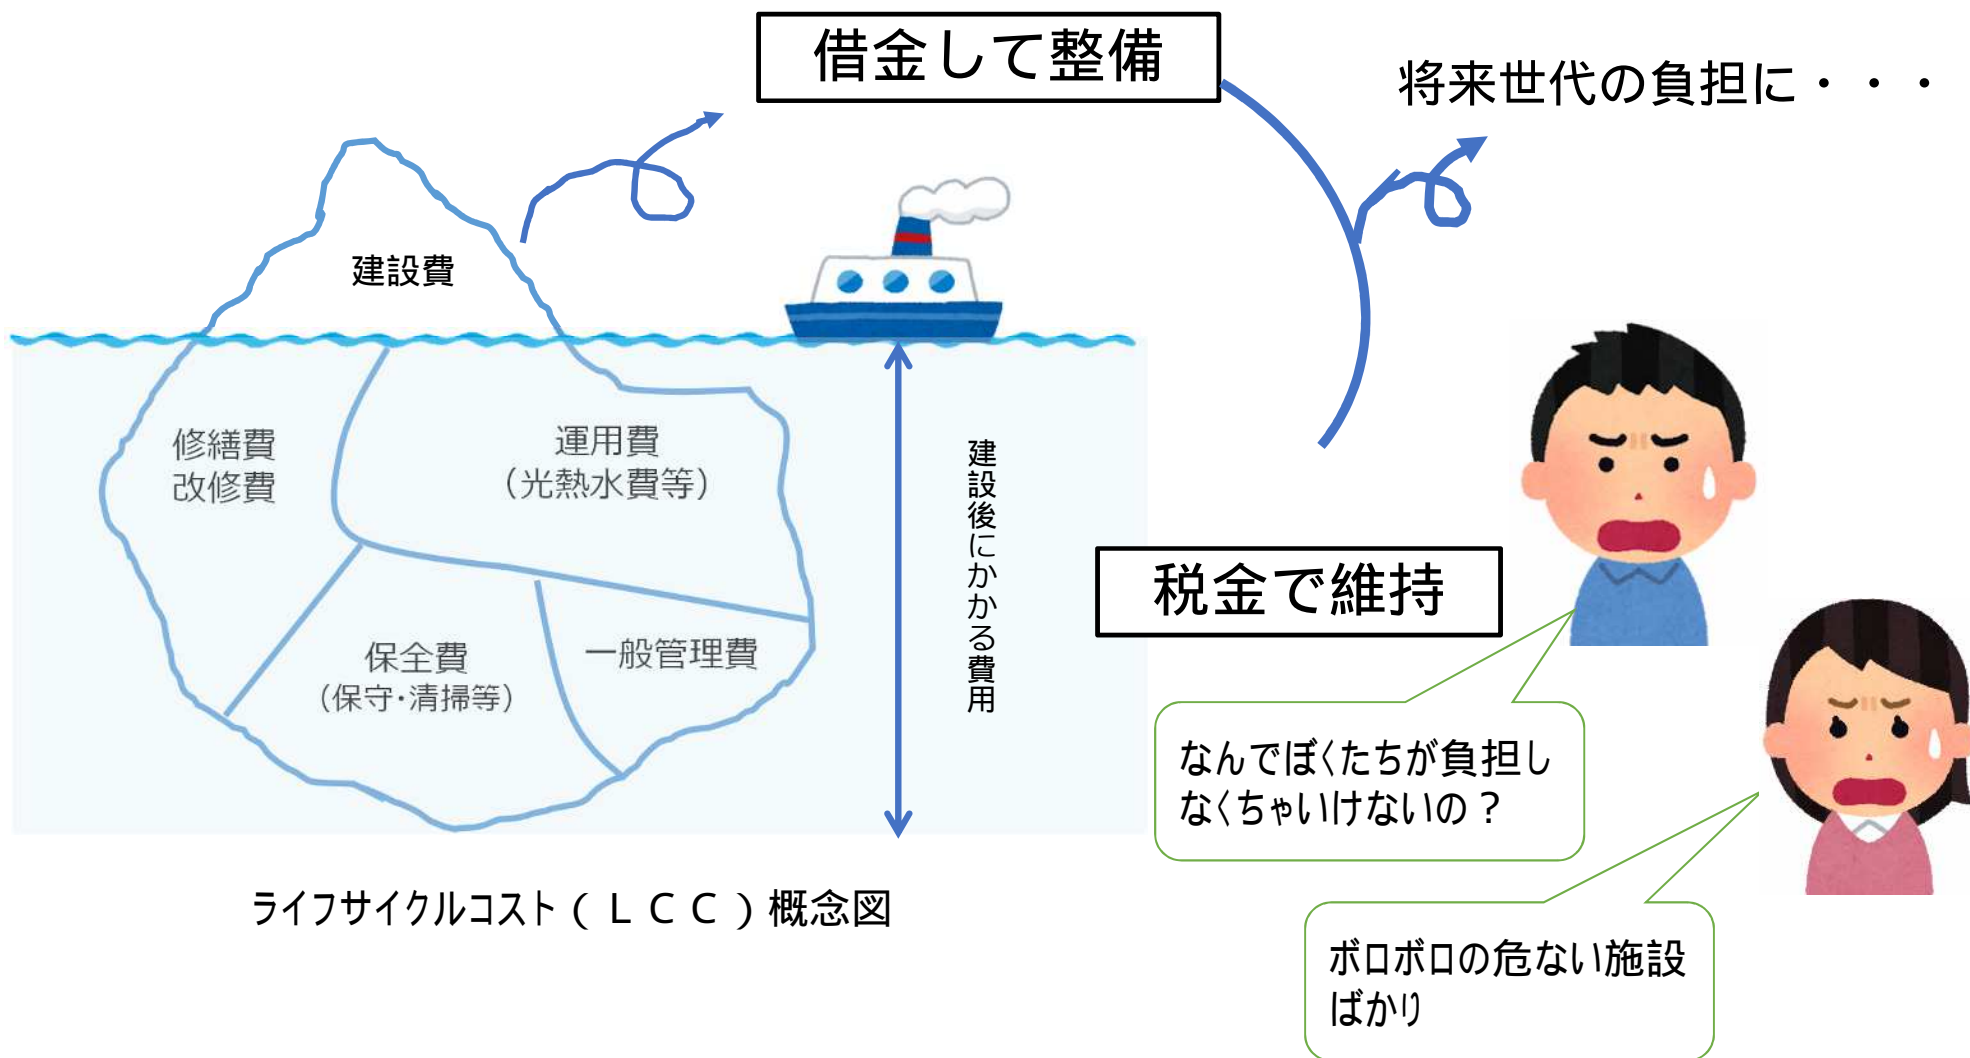 借金して整備
将来世代の負担に・・・
建設費
修繕費
改修費
運用費
（光熱水費等）
建設後にかかる費用
保全費
（保守・清掃等）
一般管理費
税金で維持
なんでぼくたちが負担し
なくちゃいけないの？
ライフサイクルコスト（ＬＣＣ）概念図
ボロボロの危ない施設
ばかり